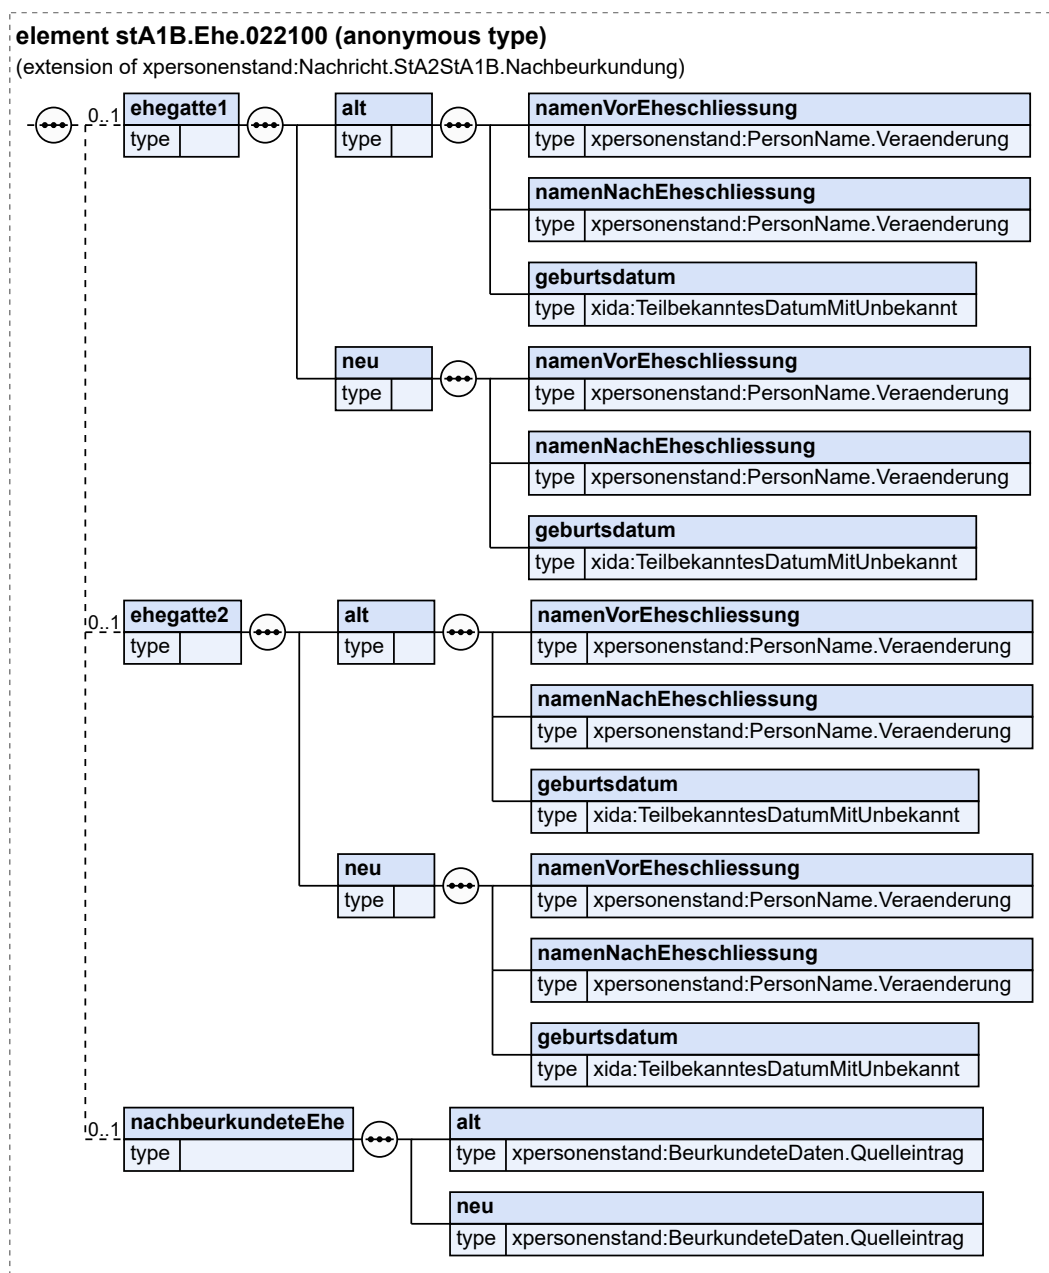 element stA1B.Ehe.022100 (anonymous type)
(extension of xpersonenstand:Nachricht.StA2StA1B.Nachbeurkundung)
0..1
ehegatte1
type
alt
type
namenVorEheschliessung
type xpersonenstand:PersonName.Veraenderung
namenNachEheschliessung
type xpersonenstand:PersonName.Veraenderung
geburtsdatum
type xida:TeilbekanntesDatumMitUnbekannt
neu
type
namenVorEheschliessung
type xpersonenstand:PersonName.Veraenderung
namenNachEheschliessung
type xpersonenstand:PersonName.Veraenderung
geburtsdatum
type xida:TeilbekanntesDatumMitUnbekannt
0..1
ehegatte2
type
alt
type
namenVorEheschliessung
type xpersonenstand:PersonName.Veraenderung
namenNachEheschliessung
type xpersonenstand:PersonName.Veraenderung
geburtsdatum
type xida:TeilbekanntesDatumMitUnbekannt
neu
type
namenVorEheschliessung
type xpersonenstand:PersonName.Veraenderung
namenNachEheschliessung
type xpersonenstand:PersonName.Veraenderung
geburtsdatum
type xida:TeilbekanntesDatumMitUnbekannt
0..1
nachbeurkundeteEhe
type
alt
type xpersonenstand:BeurkundeteDaten.Quelleintrag
neu
type xpersonenstand:BeurkundeteDaten.Quelleintrag